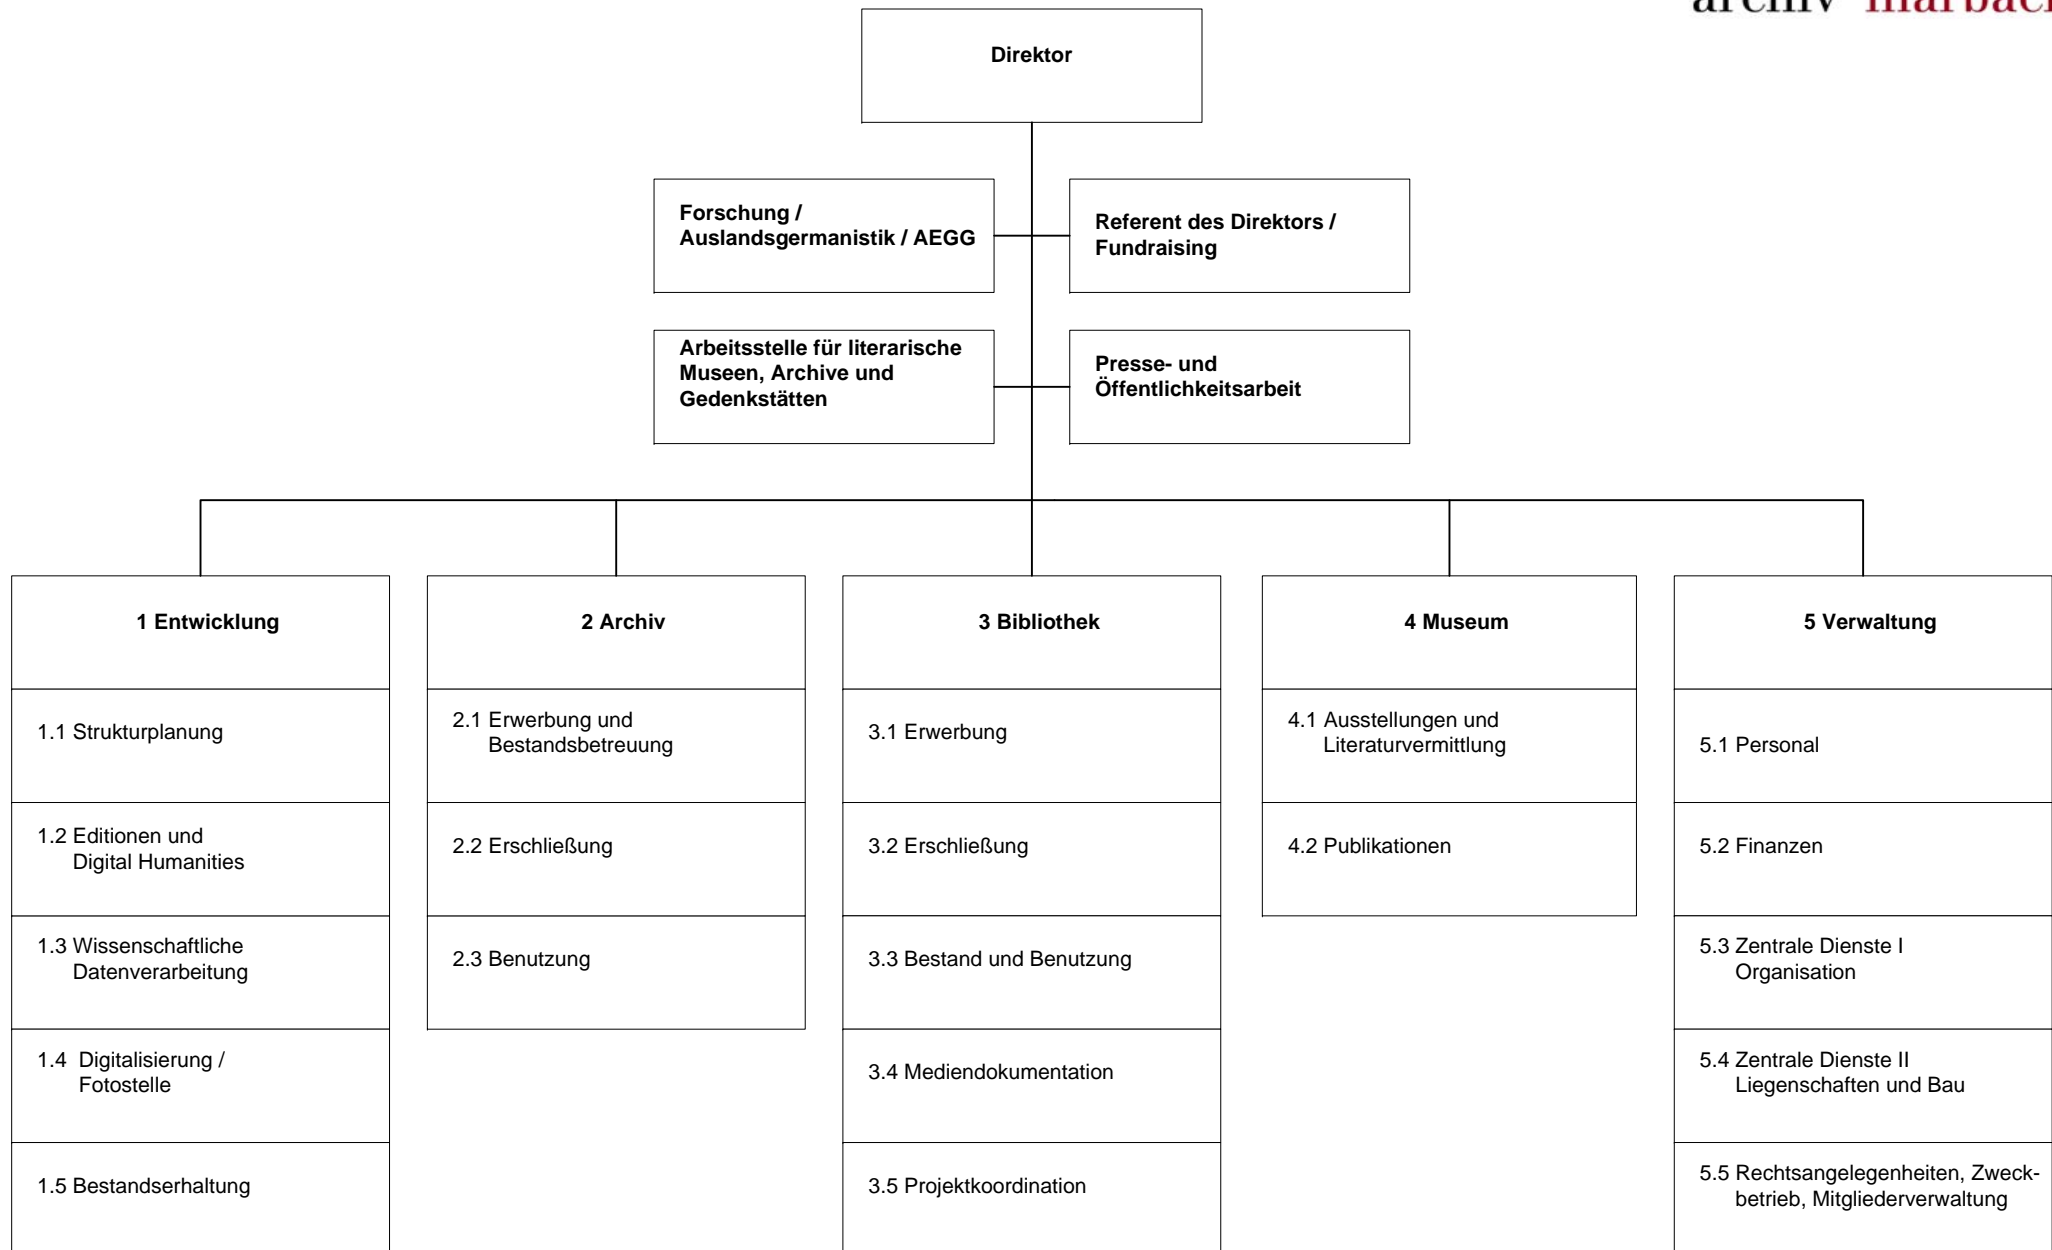 archiv marbach
Direktor
Forschung /
Auslandsgermanistik / AEGG
Referent des Direktors /
Fundraising
Arbeitsstelle für literarische
Museen, Archive und
Gedenkstätten
Presse- und
Öffentlichkeitsarbeit
1 Entwicklung
1.1 Strukturplanung
1.2 Editionen und
Digital Humanities
1.3 Wissenschaftliche
Datenverarbeitung
1.4 Digitalisierung /
Fotostelle
1.5 Bestandserhaltung
2 Archiv
2.1 Erwerbung und
Bestandsbetreuung
2.2 Erschließung
2.3 Benutzung
3 Bibliothek
3.1 Erwerbung
3.2 Erschließung
3.3 Bestand und Benutzung
3.4 Mediendokumentation
3.5 Projektkoordination
4 Museum
4.1 Ausstellungen und
Literaturvermittlung
4.2 Publikationen
5 Verwaltung
5.1 Personal
5.2 Finanzen
5.3 Zentrale Dienste I
Organisation
5.4 Zentrale Dienste II
Liegenschaften und Bau
5.5 Rechtsangelegenheiten, Zweck-
betrieb, Mitgliederverwaltung